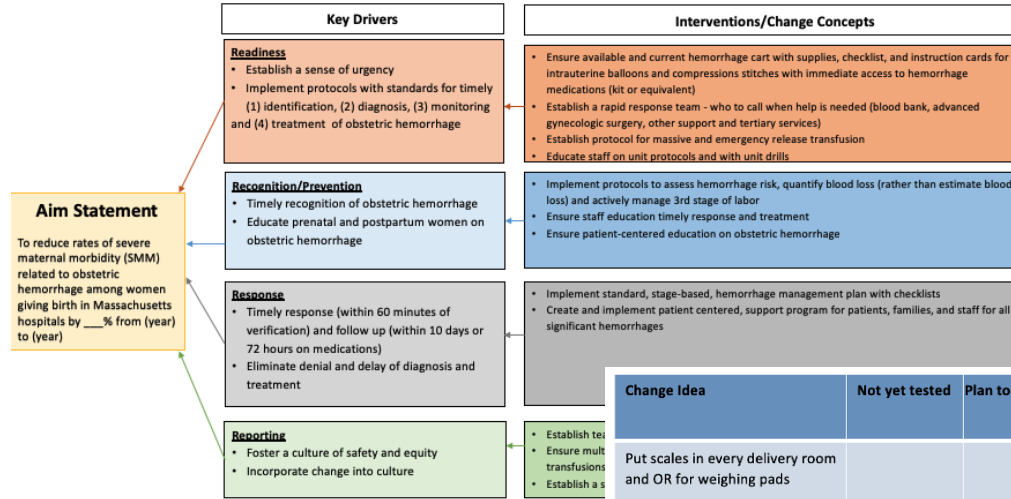 Key Drivers
Interventions/Change Concepts
Readiness
• Establish a sense of urgency
• Implement protocols with standards for timely
(1) identification, (2) diagnosis, (3) monitoring
and (4) treatment of obstetric hemorrhage
• Ensure available and current hemorrhage cart with supplies, checklist, and instruction cards for
intrauterine balloons and compressions stitches with immediate access to hemorrhage
medications (kit or equivalent)
• Establish a rapid response team - who to call when help is needed (blood bank, advanced
gynecologic surgery, other support and tertiary services)
• Establish protocol for massive and emergency release transfusion
• Educate staff on unit protocols and with unit drills
Aim Statement
To reduce rates of severe
maternal morbidity (SMM)
related to obstetric
hemorrhage among women
giving birth in Massachusetts
hospitals by ___% from (year)
to (year)
Recognition/Prevention
• Timely recognition of obstetric hemorrhage
• Educate prenatal and postpartum women on
obstetric hemorrhage
• Implement protocols to assess hemorrhage risk, quantify blood loss (rather than estimate blood
loss) and actively manage 3rd stage of labor
• Ensure staff education timely response and treatment
• Ensure patient-centered education on obstetric hemorrhage
Response
• Timely response (within 60 minutes of
verification) and follow up (within 10 days or
72 hours on medications)
• Eliminate denial and delay of diagnosis and
treatment
• Implement standard, stage-based, hemorrhage management plan with checklists
• Create and implement patient centered, support program for patients, families, and staff for all
significant hemorrhages
Reporting
• Foster a culture of safety and equity
• Incorporate change into culture
• Establish
• Ensure
transfusions
• Establish a
Change Idea
Not yet tested
Plan to
Put scales in every delivery room
and OR for weighing pads